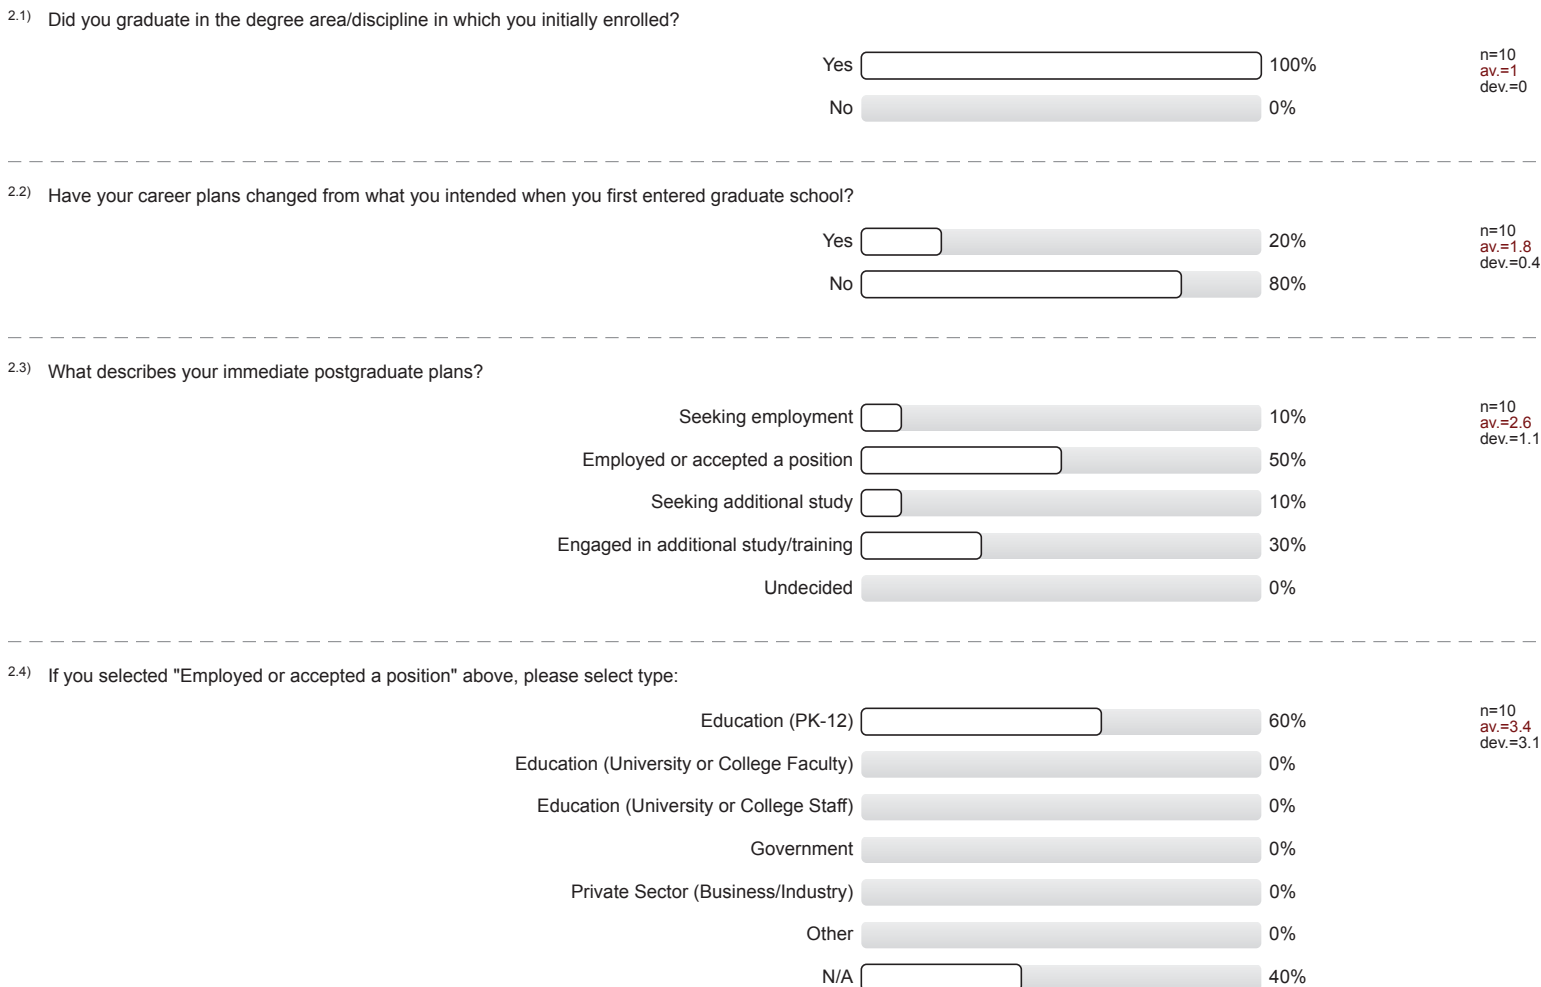 2.1) Did you graduate in the degree area/discipline in which you initially enrolled?
Yes 100%
n=10
av.=1
dev.=0
No 0%
2.2) Have your career plans changed from what you intended when you first entered graduate school?
Yes 20%
n=10
av.=1.8
dev.=0.4
No 80%
2.3) What describes your immediate postgraduate plans?
Seeking employment 10%
n=10
av.=2.6
dev.=1.1
Employed or accepted a position 50%
Seeking additional study 10%
Engaged in additional study/training 30%
Undecided 0%
2.4) If you selected "Employed or accepted a position" above, please select type:
Education (PK-12) 60%
n=10
av.=3.4
dev.=3.1
Education (University or College Faculty) 0%
Education (University or College Staff) 0%
Government 0%
Private Sector (Business/Industry) 0%
Other 0%
N/A 40%